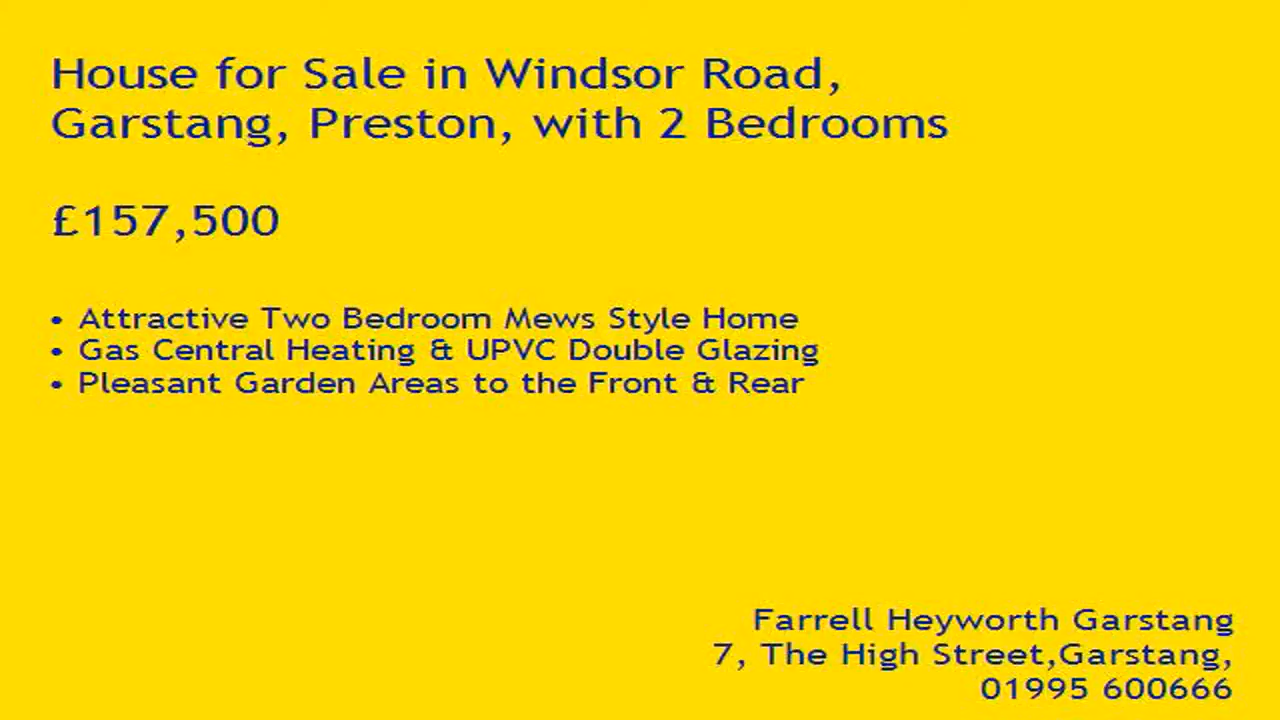 House for Sale in Windsor Road,
Garstang, Preston, with 2 Bedrooms
£157,500
• Attractive Two Bedroom Mews Style Home
• Gas Central Heating & UPVC Double Glazing
• Pleasant Garden Areas to the Front & Rear
Farrell Heyworth Garstang
7, The High Street,Garstang,
01995 600666